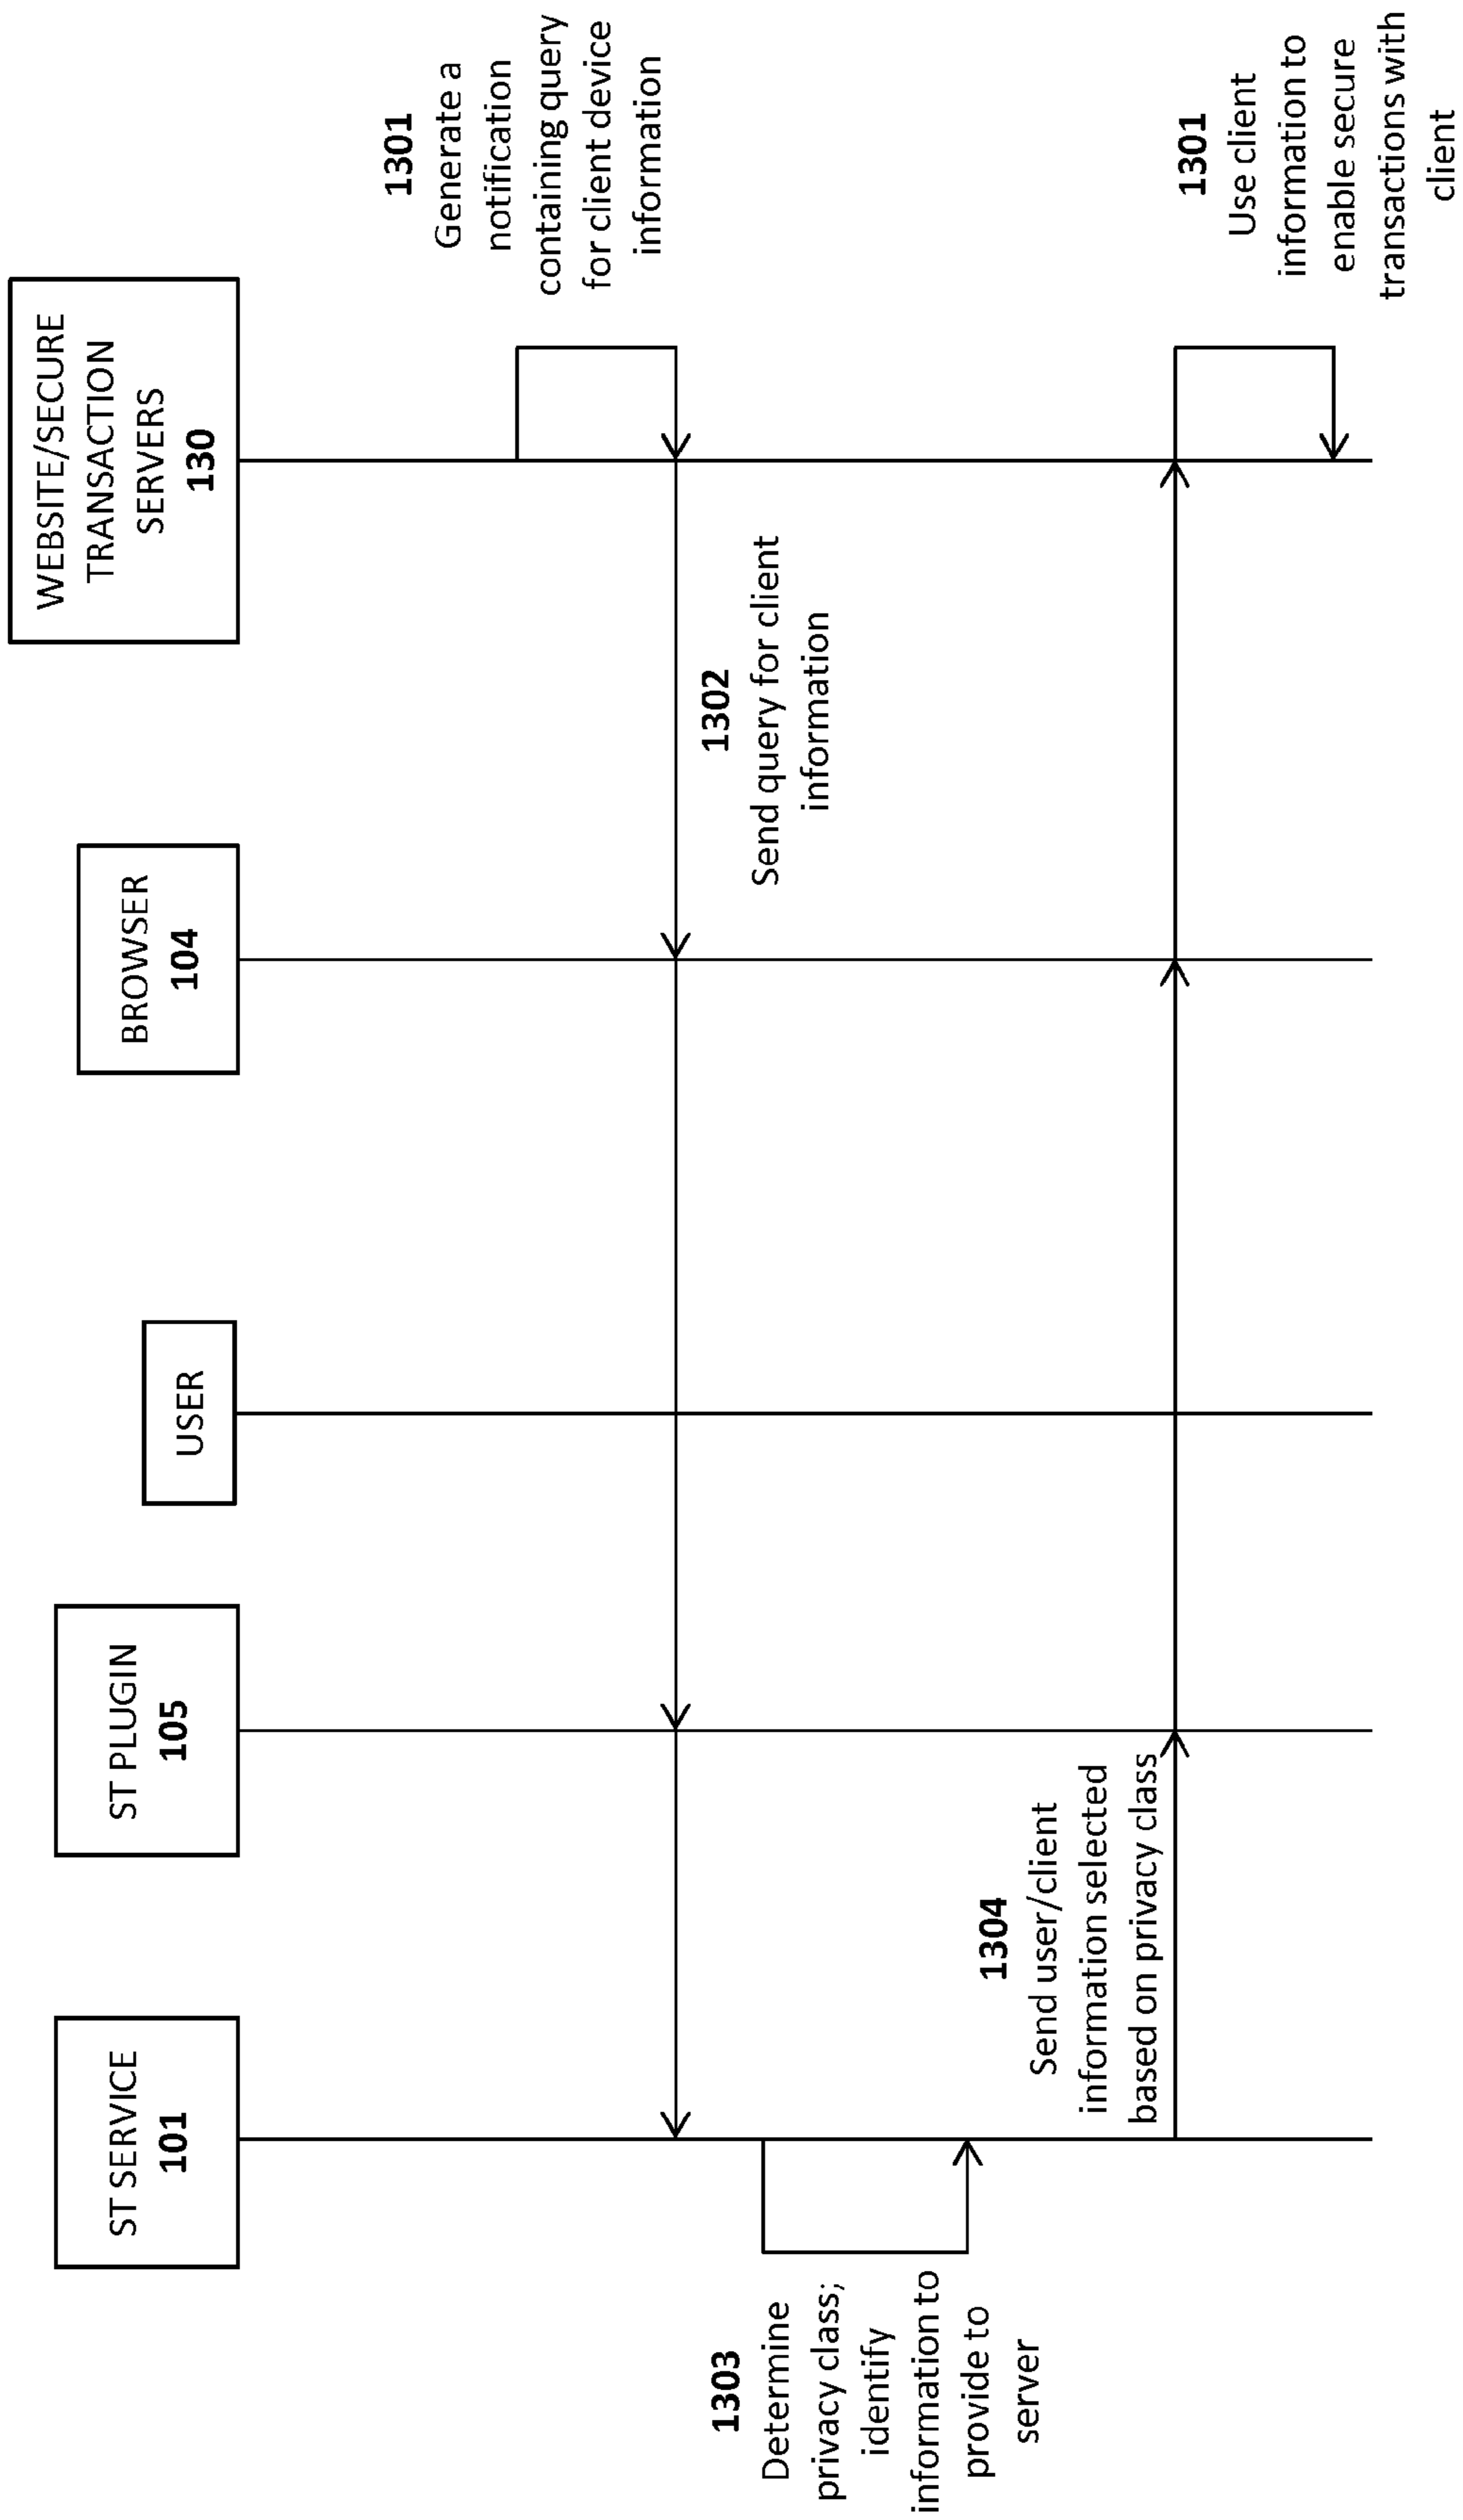 ST SERVICE
101
ST PLUGIN
105
USER
BROWSER
104
WEBSITE/SECURE
TRANSACTION
SERVERS
130
1301
Generate a
notification
containing query
for client device
information
1302
Send query for client
information
1303
Determine
privacy class;
identify
information to
provide to
server
1304
Send user/client
information selected
based on privacy class
1301
Use client
information to
enable secure
transactions with
client